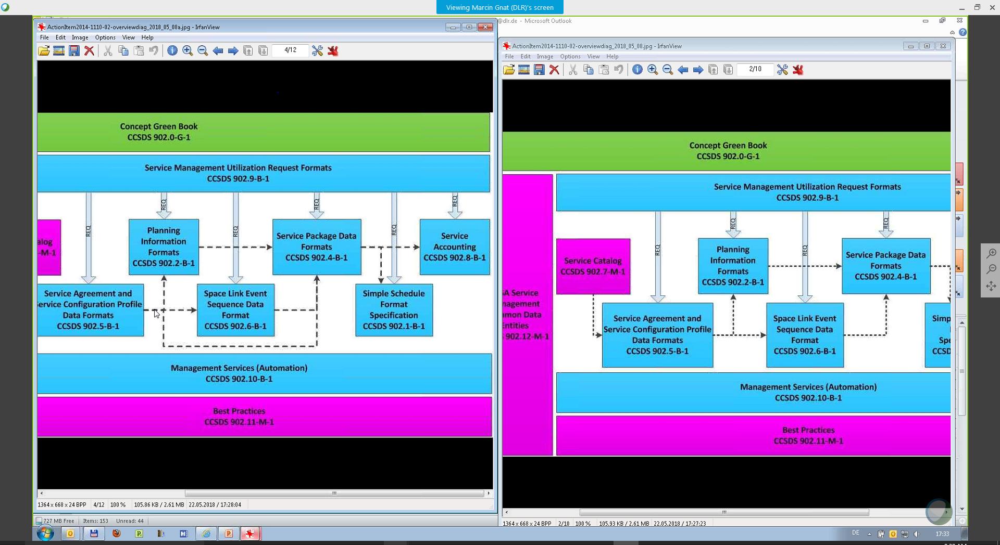 Viewing Marcin Gnat (DLR)'s screen
ActionItem2014-1110-02-overviewdiag_2018_05_08a.jpg - IrfanView
File Edit Image Options View Help
4/12
Concept Green Book
CCSDS 902.0-G-1
Service Management Utilization Request Formats
CCSDS 902.9-B-1
REQ
REQ
REQ
REQ
REQ
REQ
alog
-M-1
Planning
Information
Formats
CCSDS 902.2-B-1
Service Package Data
Formats
CCSDS 902.4-B-1
Service
Accounting
CCSDS 902.8-B-1
Service Agreement and
Service Configuration Profile
Data Formats
CCSDS 902.5-B-1
Space Link Event
Sequence Data
Format
CCSDS 902.6-B-1
Simple Schedule
Format
Specification
CCSDS 902.1-B-1
Management Services (Automation)
CCSDS 902.10-B-1
Best Practices
CCSDS 902.11-M-1
1364 x 668 x 24 BPP 4/12 100 % 105.86 KB / 2.61 MB 22.05.2018 / 17:28:04
727 MB Free Items: 153 Unread: 44
@dlr.de - Microsoft Outlook
ActionItem2014-1110-02-overviewdiag_2018_05_08.jpg - IrfanView
File Edit Image Options View Help
2/10
Concept Green Book
CCSDS 902.0-G-1
Service Management Utilization Request Formats
CCSDS 902.9-B-1
REQ
REQ
REQ
REQ
A Service
nagement
mon Data
Entities
902.12-M-1
Service Catalog
CCSDS 902.7-M-1
Planning
Information
Formats
CCSDS 902.2-B-1
Service Package Data
Formats
CCSDS 902.4-B-1
Service Agreement and
Service Configuration Profile
Data Formats
CCSDS 902.5-B-1
Space Link Event
Sequence Data
Format
CCSDS 902.6-B-1
Simp
Spe
CCSD
Management Services (Automation)
CCSDS 902.10-B-1
Best Practices
CCSDS 902.11-M-1
1364 x 668 x 24 BPP 2/10 100 % 105.93 KB / 2.61 MB 22.05.2018 / 17:27:23
DE 17:33